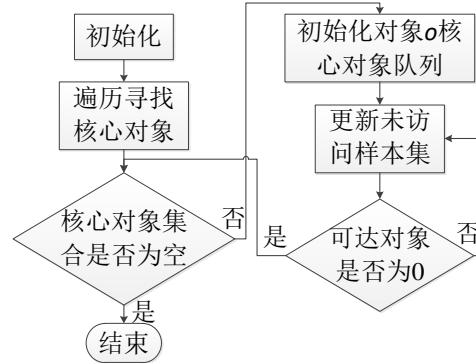 初始化
遍历寻找
核心对象
核心对象集
合是否为空
否
是
结束
初始化对象o核
心对象队列
更新未访
问样本集
可达对象
是否为0
是
否